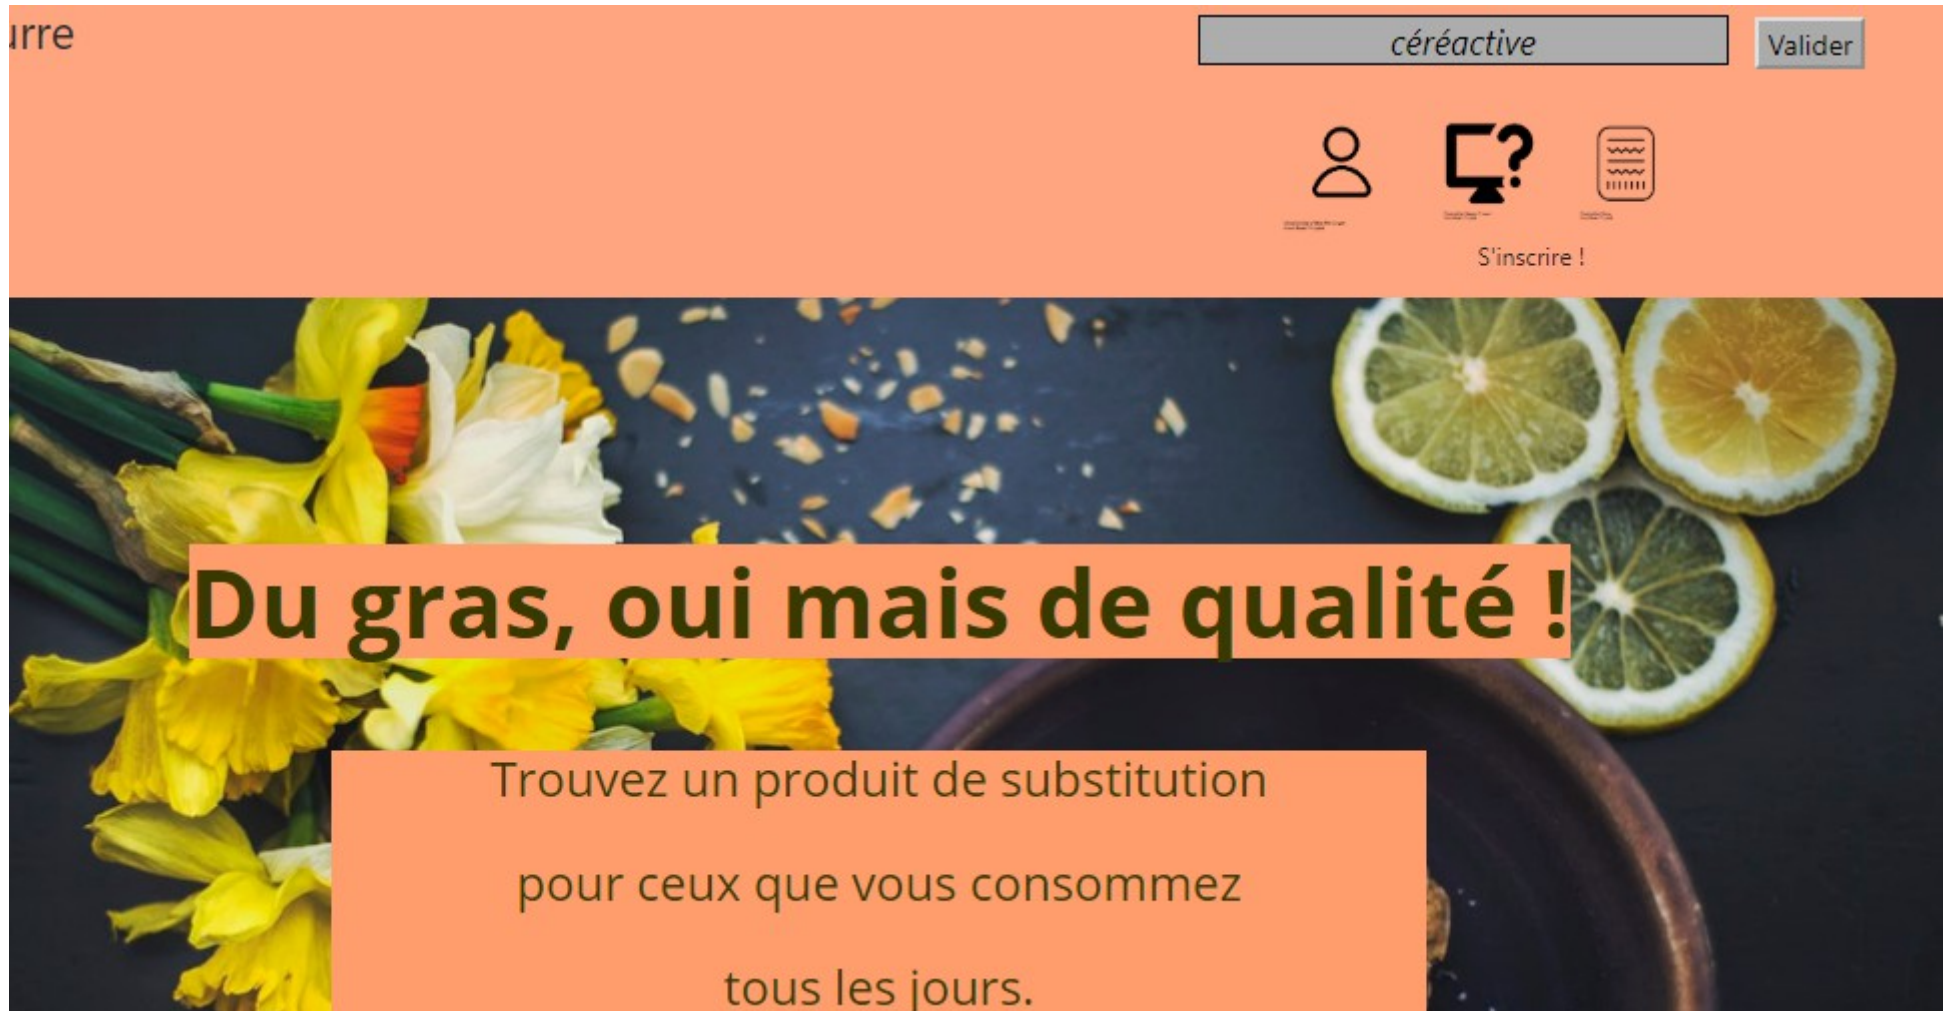 urre
céréactive
Valider
S'inscrire !
Du gras, oui mais de qualité !
Trouvez un produit de substitution
pour ceux que vous consommez
tous les jours.